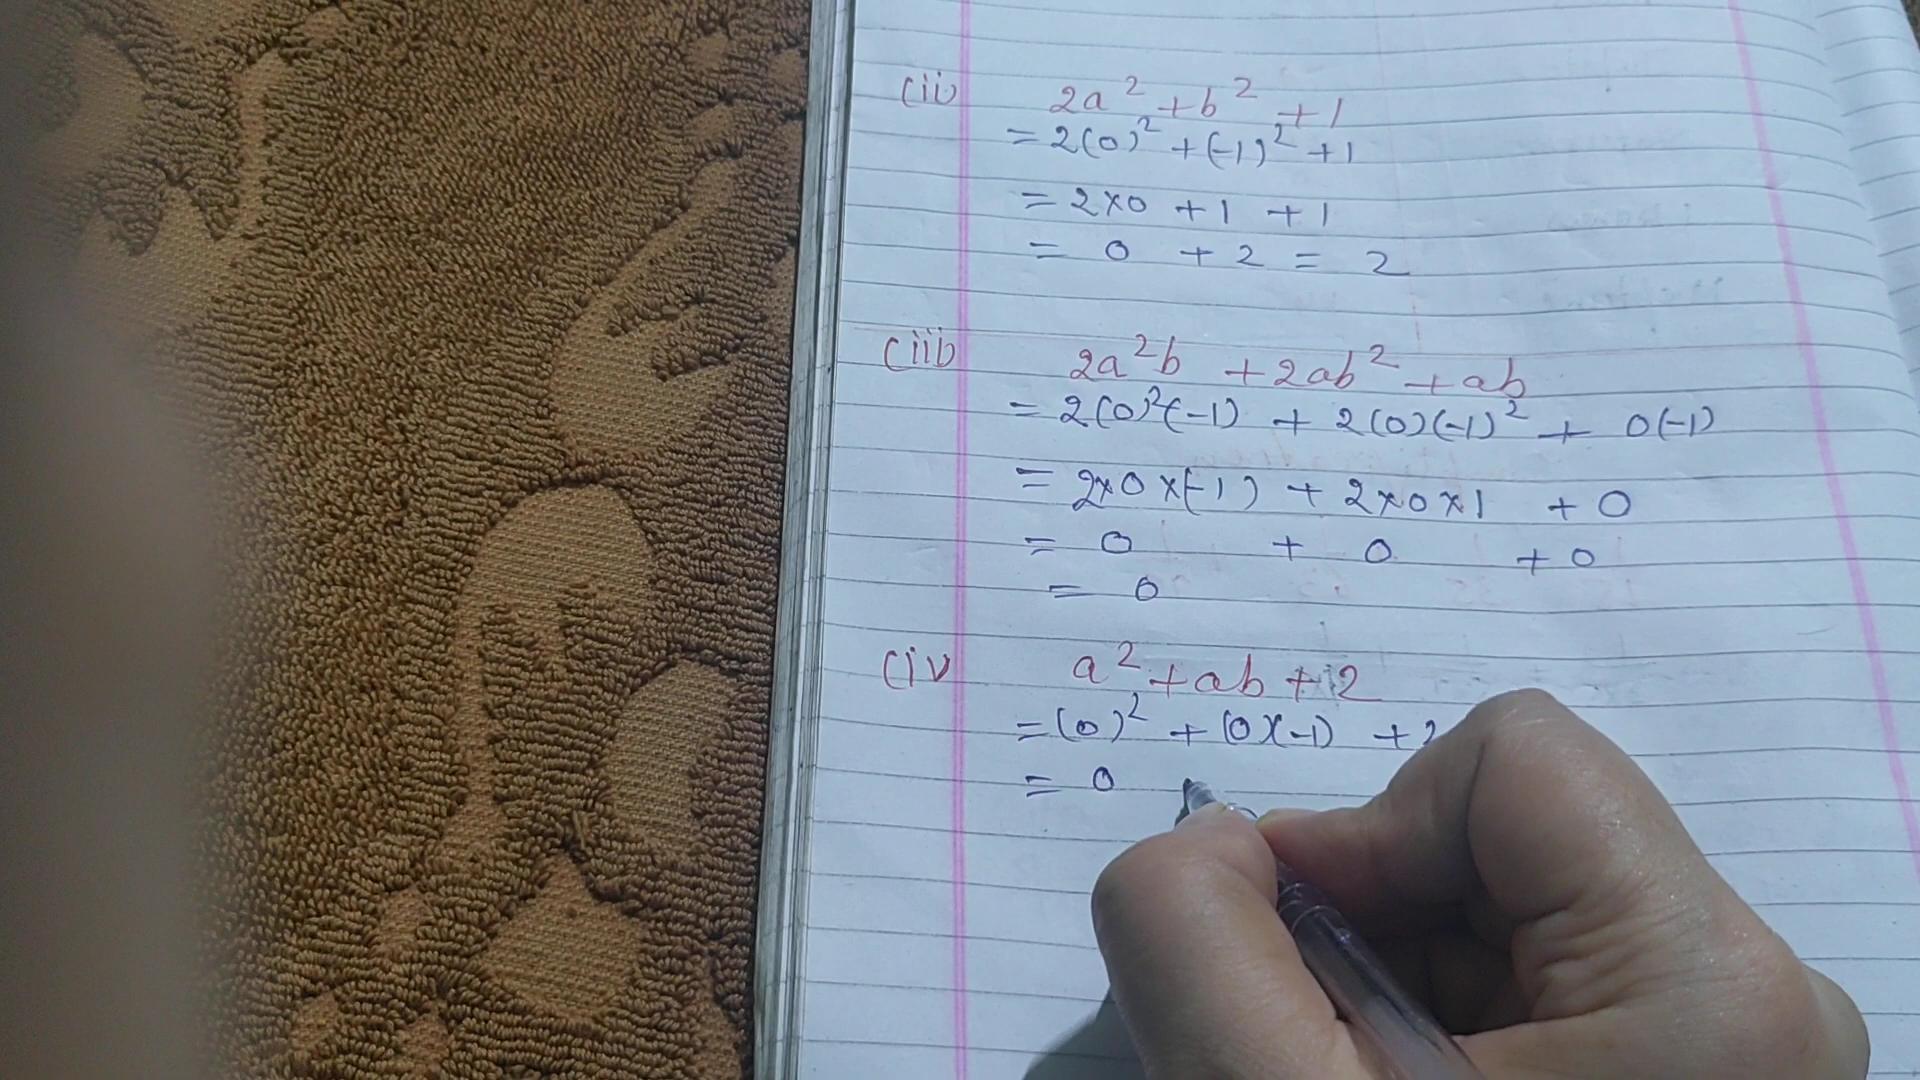 (ii) 2a² + b² + 1
= 2(0)² + (-1)² + 1
= 2×0 + 1 + 1
= 0 + 2 = 2
(iii) 2a²b + 2ab² + ab
= 2(0)²(-1) + 2(0)(-1)² + 0(-1)
= 2×0×(-1) + 2×0×1 + 0
= 0 + 0 + 0
= 0
(iv) a² + ab + 2
= (0)² + (0)(-1) + 2
= 0